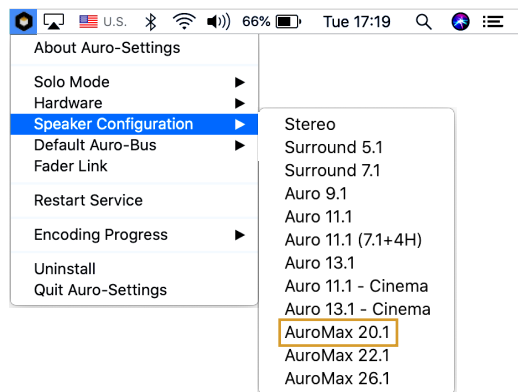 U.S. 66% Tue 17:19
About Auro-Settings
Solo Mode
Hardware
Speaker Configuration
Default Auro-Bus
Fader Link
Restart Service
Encoding Progress
Uninstall
Quit Auro-Settings
Stereo
Surround 5.1
Surround 7.1
Auro 9.1
Auro 11.1
Auro 11.1 (7.1+4H)
Auro 13.1
Auro 11.1 - Cinema
Auro 13.1 - Cinema
AuroMax 20.1
AuroMax 22.1
AuroMax 26.1